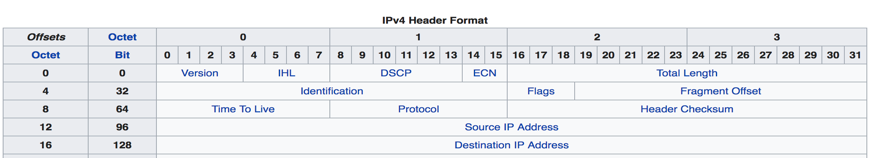 IPv4 Header Format
Offsets Octet 0 1 2 3
Octet Bit 0 1 2 3 4 5 6 7 8 9 10 11 12 13 14 15 16 17 18 19 20 21 22 23 24 25 26 27 28 29 30 31
0 0 Version IHL DSCP ECN Total Length
4 32 Identification Flags Fragment Offset
8 64 Time To Live Protocol Header Checksum
12 96 Source IP Address
16 128 Destination IP Address